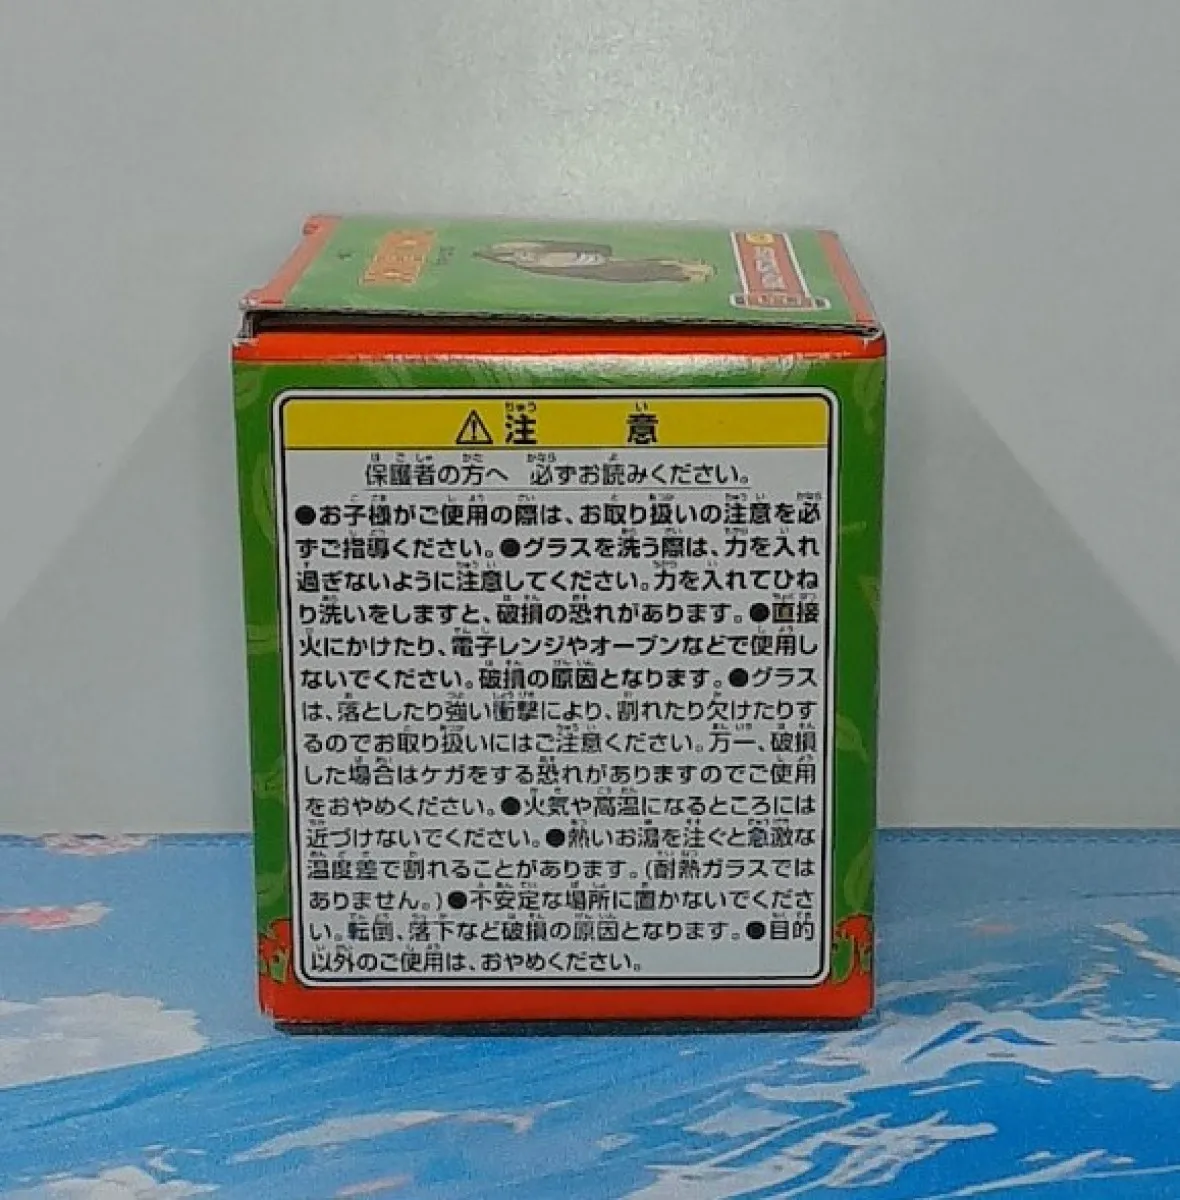 ⚠注意
保護者の方へ 必ずお読みください。
●お子様がご使用の際は、お取り扱いの注意を必
ずご指導ください。●グラスを洗う際は、力を入れ
過ぎないように注意してください。力を入れてひね
り洗いをしますと、破損の恐れがあります。●直接
火にかけたり、電子レンジやオーブンなどで使用し
ないでください。破損の原因となります。●グラス
は、落としたり強い衝撃により、割れたり欠けたりす
るのでお取り扱いにはご注意ください。万一、破損
した場合はケガをする恐れがありますのでご使用
をおやめください。●火気や高温になるところには
近づけないでください。●熱いお湯を注ぐと急激な
温度差で割れることがあります。(耐熱ガラスでは
ありません。)●不安定な場所に置かないでくださ
い。転倒、落下など破損の原因となります。●目的
以外のご使用は、おやめください。